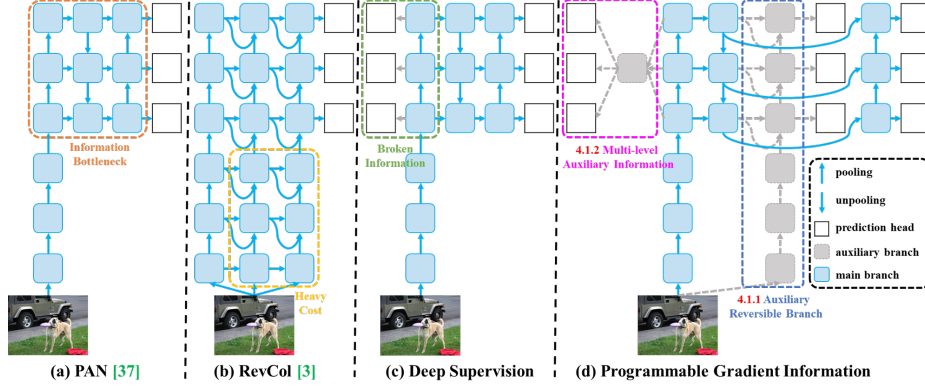 Information
Bottleneck
Heavy
Cost
Broken
Information
4.1.2 Multi-level
Auxiliary Information
4.1.1 Auxiliary
Reversible Branch
pooling
unpooling
prediction head
auxiliary branch
main branch
(a) PAN [37]
(b) RevCol [3]
(c) Deep Supervision
(d) Programmable Gradient Information